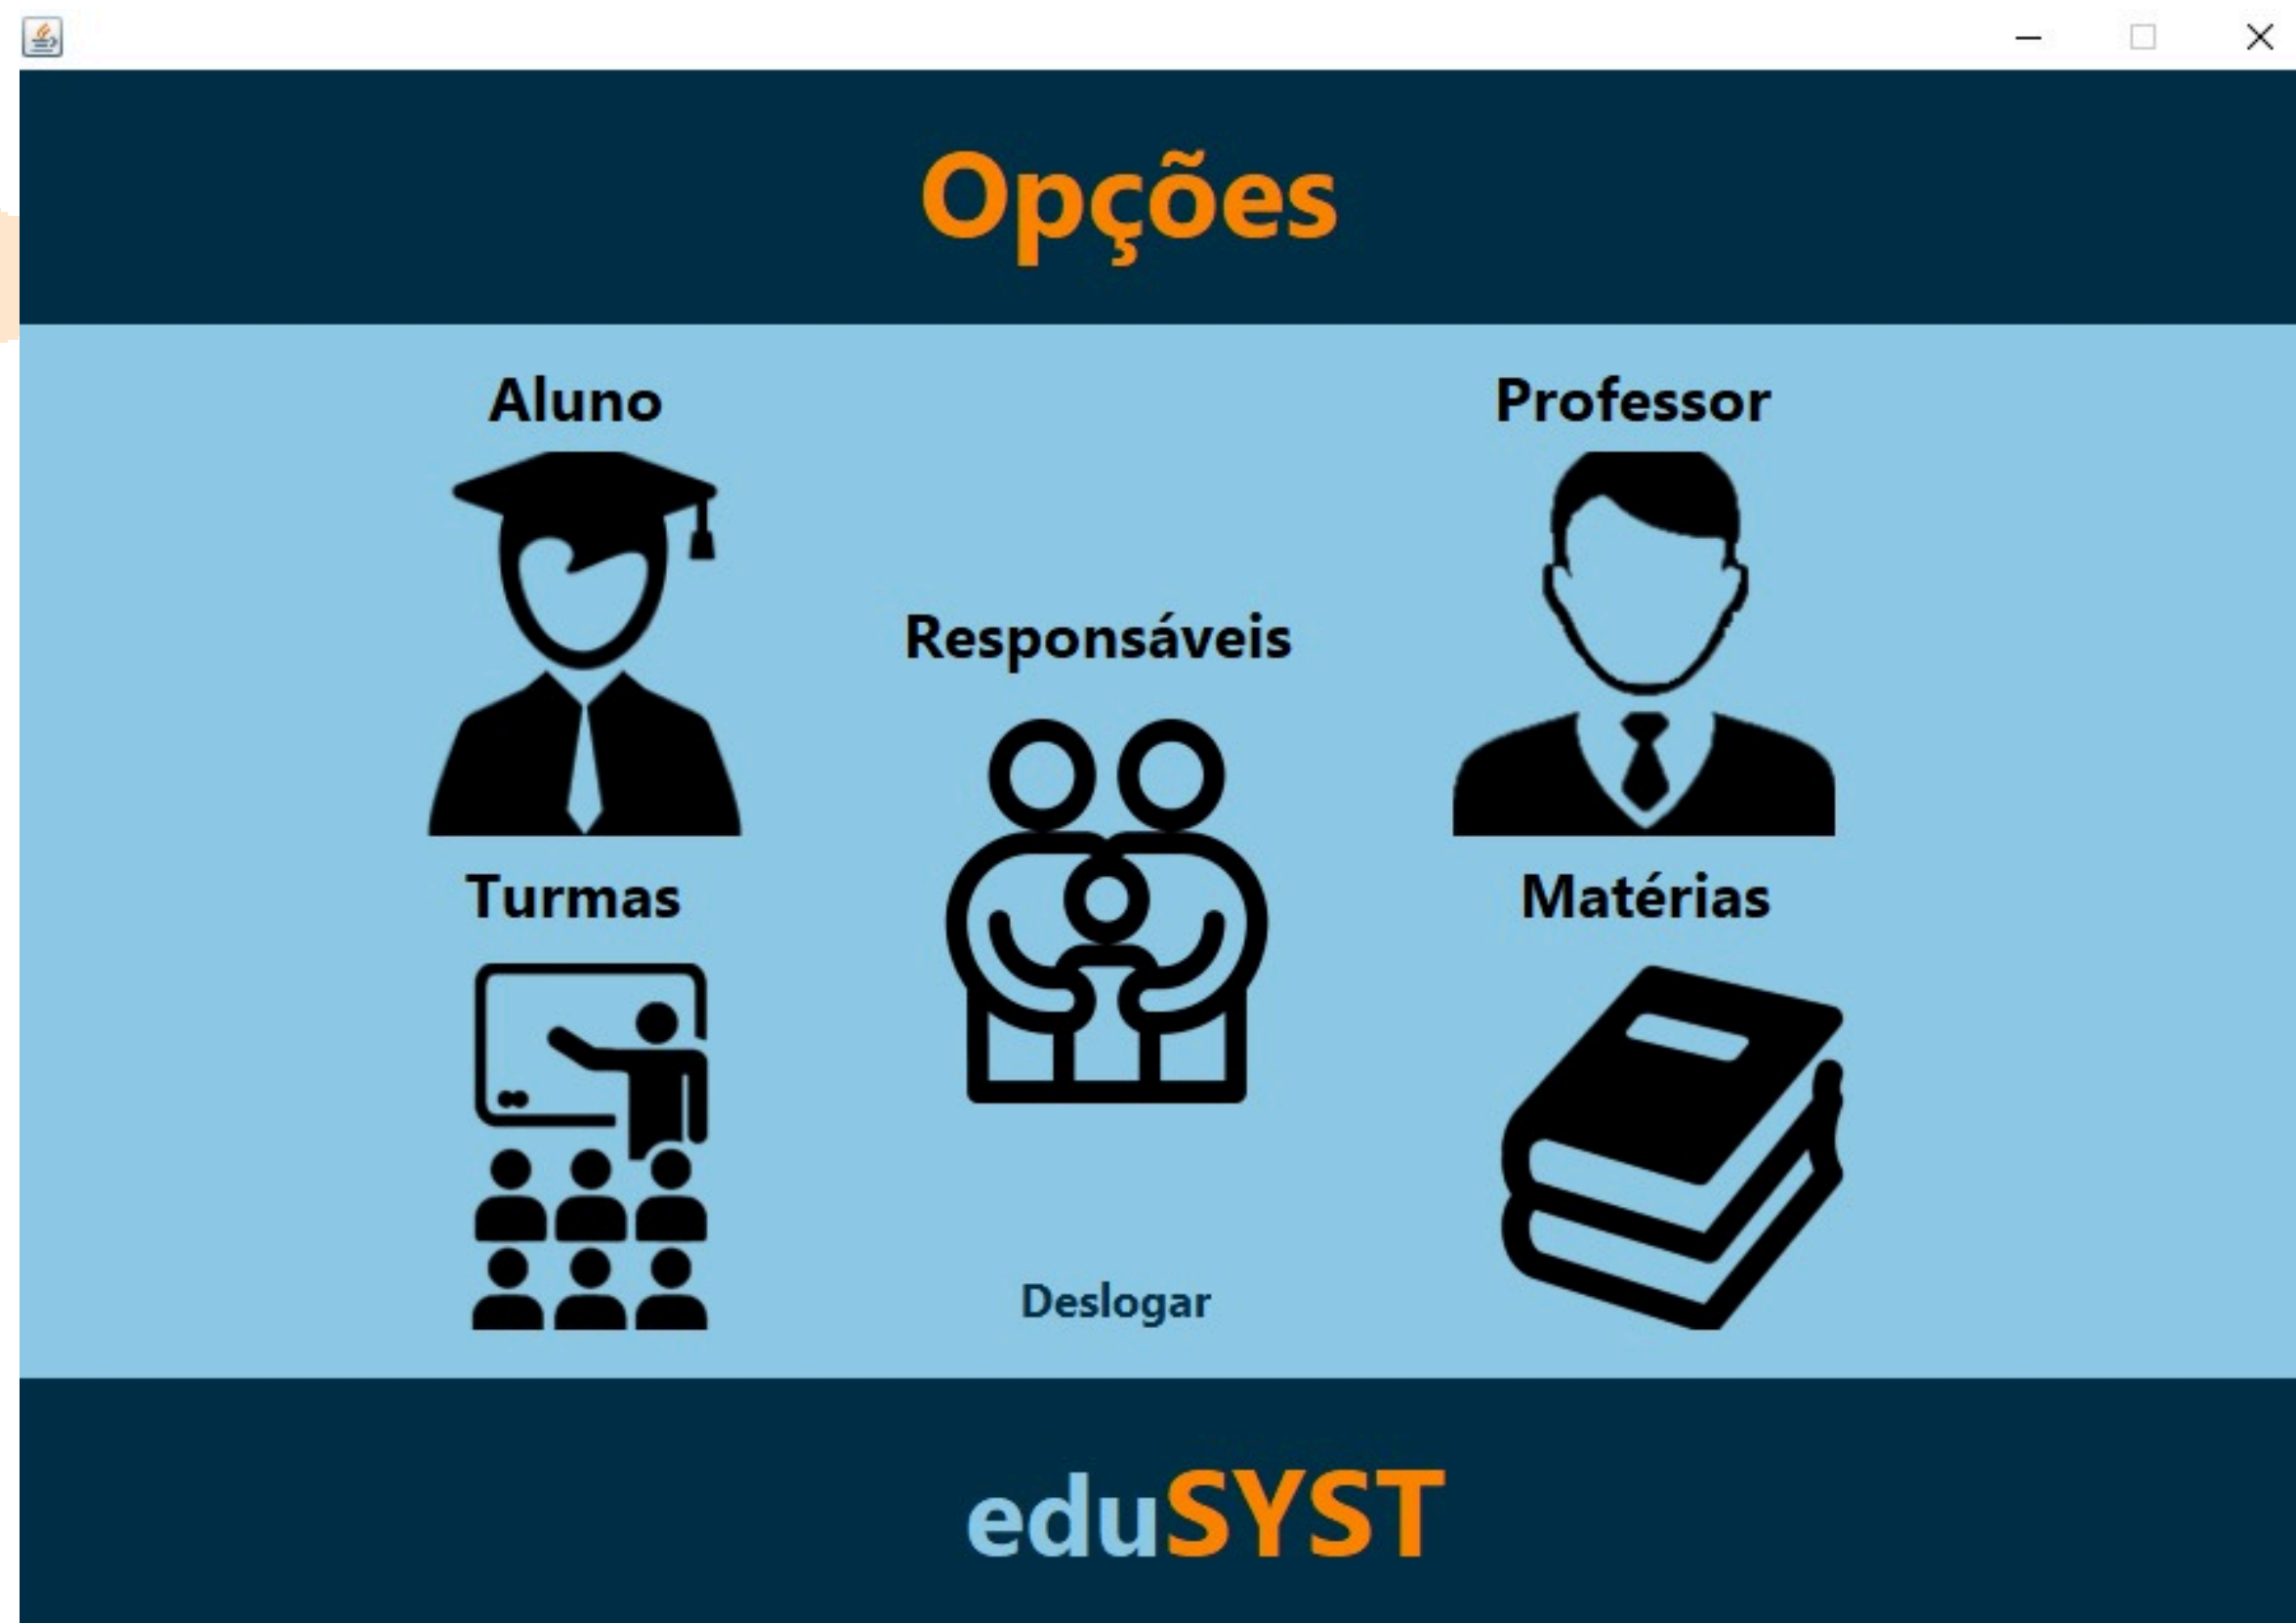 Opções
Aluno
Professor
Responsáveis
Turmas
Matérias
Deslogar
eduSYST